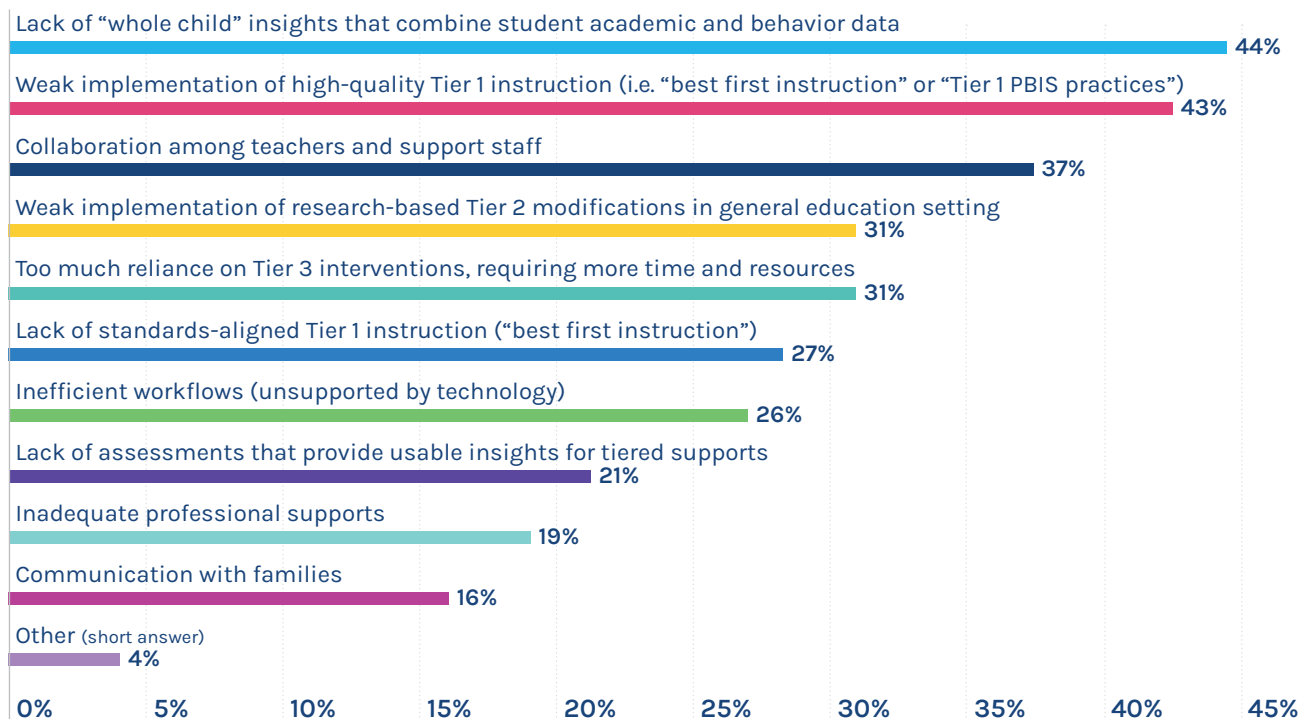 Lack of “whole child” insights that combine student academic and behavior data
44%
Weak implementation of high-quality Tier 1 instruction (i.e. “best first instruction” or “Tier 1 PBIS practices”)
43%
Collaboration among teachers and support staff
37%
Weak implementation of research-based Tier 2 modifications in general education setting
31%
Too much reliance on Tier 3 interventions, requiring more time and resources
31%
Lack of standards-aligned Tier 1 instruction (“best first instruction”)
27%
Inefficient workflows (unsupported by technology)
26%
Lack of assessments that provide usable insights for tiered supports
21%
Inadequate professional supports
19%
Communication with families
16%
Other (short answer)
4%
0% 5% 10% 15% 20% 25% 30% 35% 40% 45%